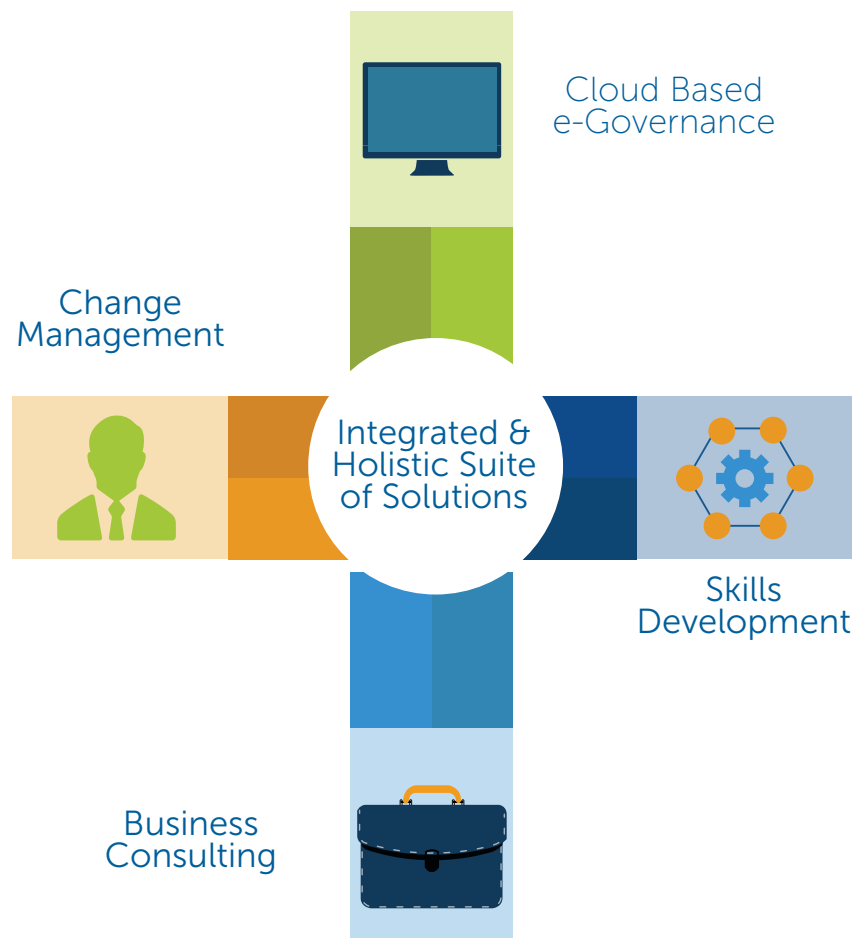 Cloud Based
e-Governance
Change
Management
Integrated &
Holistic Suite
of Solutions
Skills
Development
Business
Consulting